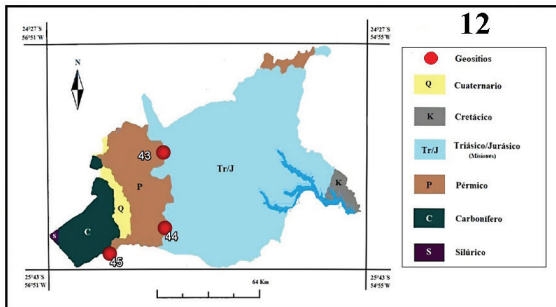 12
24°27' S
56°51' W
24°27' S
54°55' W
N
43
44
45
Tr/J
P
Q
C
S
K
25°43 S
56°51' W
25°43 S
54°55' W
64 Km
Geositios
Q Cuaternario
K Cretácico
Tr/J Triásico/Jurásico
(Misiones)
P Pérmico
C Carbonífero
S Silúrico